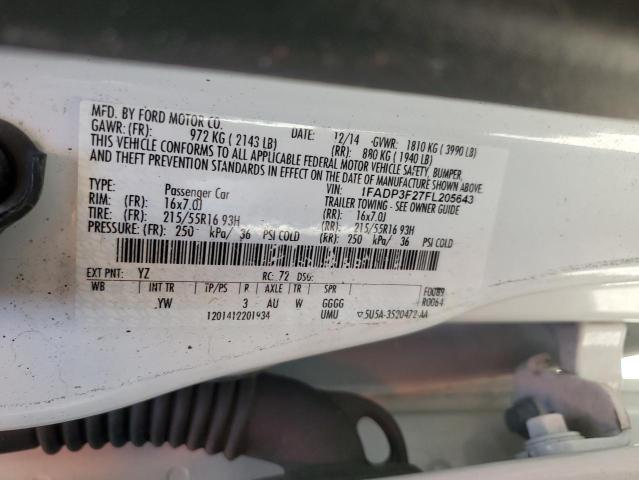 MFD. BY FORD MOTOR CO.
DATE: 12/14 GVWR: 1810 KG ( 3990 LB)
GAWR: (FR): 972 KG ( 2143 LB) (RR): 880 KG ( 1940 LB)
THIS VEHICLE CONFORMS TO ALL APPLICABLE FEDERAL MOTOR VEHICLE SAFETY, BUMPER,
AND THEFT PREVENTION STANDARDS IN EFFECT ON THE DATE OF MANUFACTURE SHOWN ABOVE.
VIN: 1FADP3F27FL205643
TYPE: Passenger Car TRAILER TOWING - SEE OWNER GUIDE
RIM: (FR) 16x7.0J (RR): 16x7.0J
TIRE: (FR) 215/55R16 93H (RR): 215/55R16 93H
PRESSURE: (FR) 250 kPa/ 36 PSI COLD (RR): 250 kPa/ 36 PSI COLD
EXT PNT: YZ RC: 72 DSO:
WB INT TR TP/PS R AXLE TR SPR F0089
YW 3 AU W GGGG R0064
1201412201934 UMU 5U5A-3520472-AA